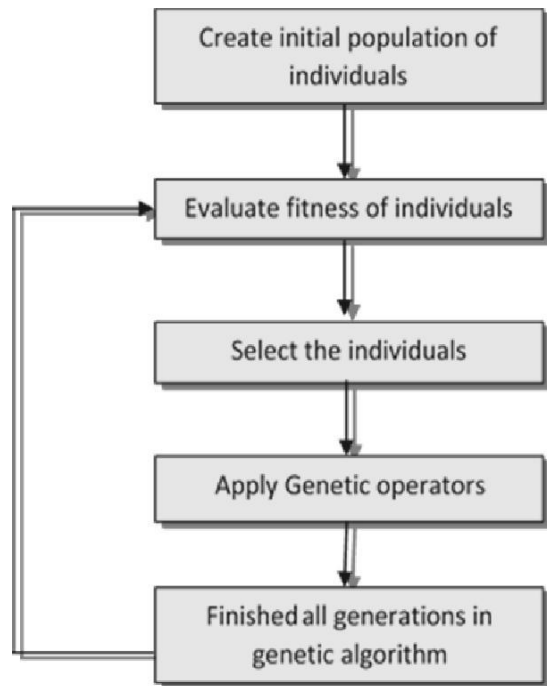 Create initial population of
individuals
Evaluate fitness of individuals
Select the individuals
Apply Genetic operators
Finished all generations in
genetic algorithm